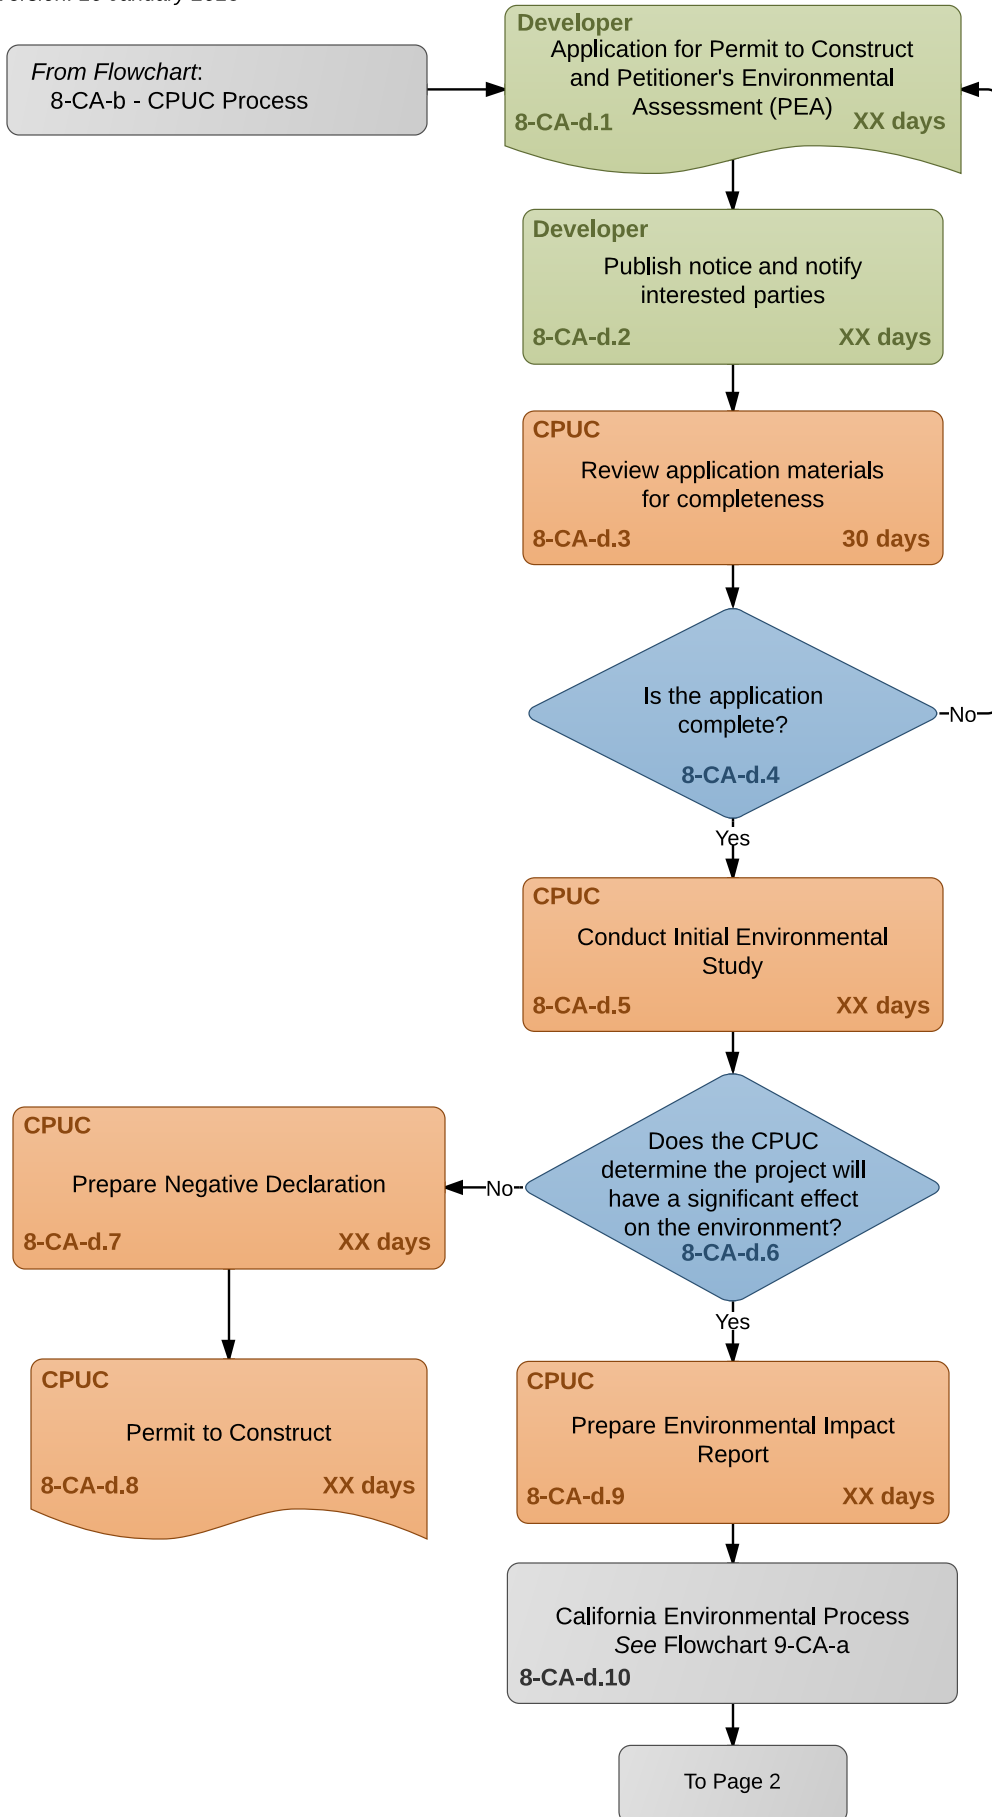 Developer
Application for Permit to Construct
and Petitioner's Environmental
Assessment (PEA)
8-CA-d.1
XX days
From Flowchart:
8-CA-b - CPUC Process
Developer
Publish notice and notify
interested parties
8-CA-d.2
XX days
CPUC
Review application materials
for completeness
8-CA-d.3
30 days
Is the application
complete?
8-CA-d.4
No
Yes
CPUC
Conduct Initial Environmental
Study
8-CA-d.5
XX days
Does the CPUC
determine the project will
have a significant effect
on the environment?
8-CA-d.6
No
CPUC
Prepare Negative Declaration
8-CA-d.7
XX days
Yes
CPUC
Permit to Construct
8-CA-d.8
XX days
CPUC
Prepare Environmental Impact
Report
8-CA-d.9
XX days
California Environmental Process
See Flowchart 9-CA-a
8-CA-d.10
To Page 2